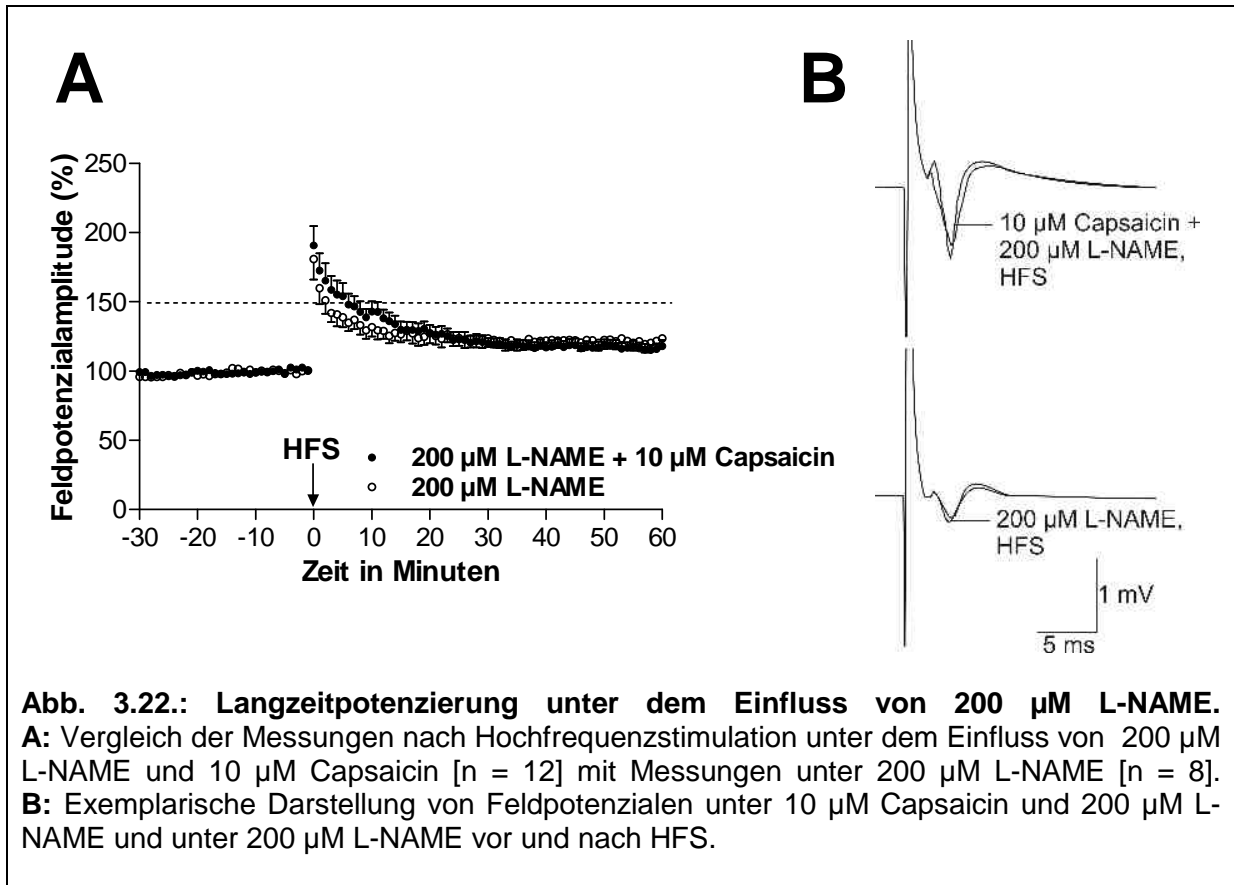 A
B
Feldpotenzialamplitude (%)
250
200
150
100
50
0
HFS
200 µM L-NAME + 10 µM Capsaicin
200 µM L-NAME
-30 -20 -10 0 10 20 30 40 50 60
Zeit in Minuten
10 µM Capsaicin +
200 µM L-NAME,
HFS
200 µM L-NAME,
HFS
1 mV
5 ms
Abb. 3.22.: Langzeitpotenzierung unter dem Einfluss von 200 µM L-NAME.
A: Vergleich der Messungen nach Hochfrequenzstimulation unter dem Einfluss von 200 µM
L-NAME und 10 µM Capsaicin [n = 12] mit Messungen unter 200 µM L-NAME [n = 8].
B: Exemplarische Darstellung von Feldpotenzialen unter 10 µM Capsaicin und 200 µM L-
NAME und unter 200 µM L-NAME vor und nach HFS.